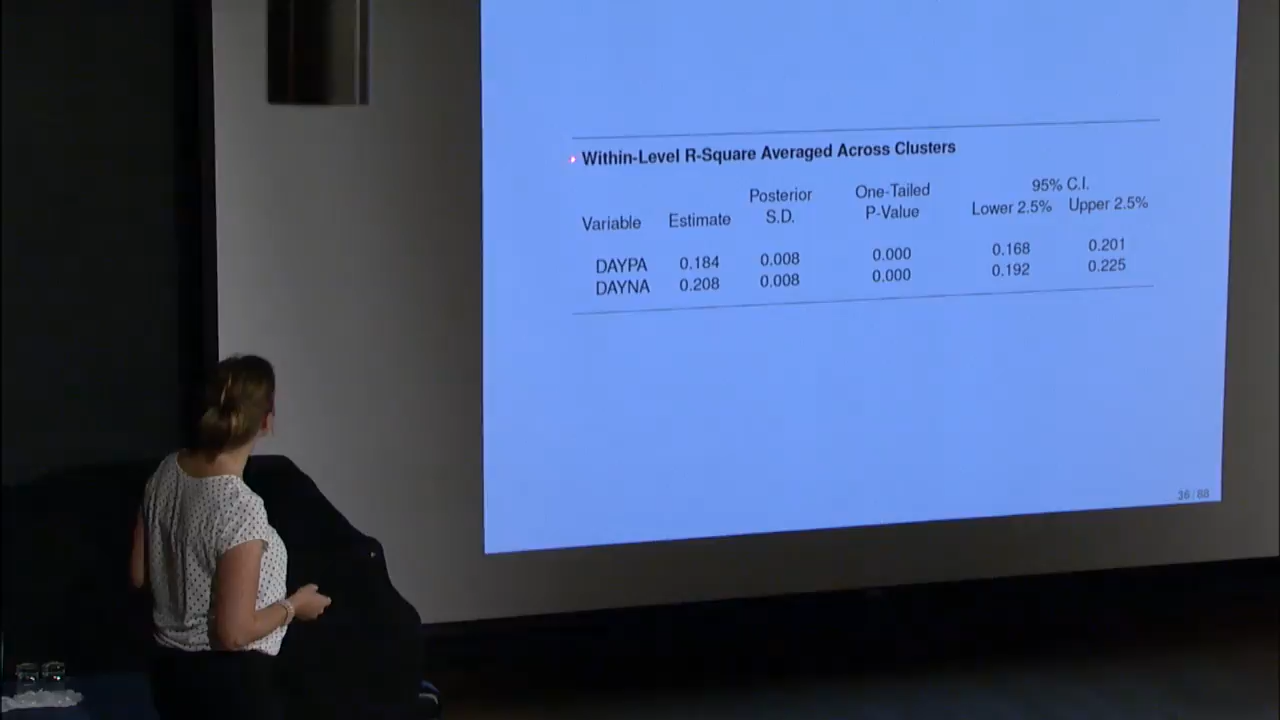 Within-Level R-Square Averaged Across Clusters
Posterior One-Tailed 95% C.I.
Variable Estimate S.D. P-Value Lower 2.5% Upper 2.5%
DAYPA 0.184 0.008 0.000 0.168 0.201
DAYNA 0.208 0.008 0.000 0.192 0.225
36 / 88